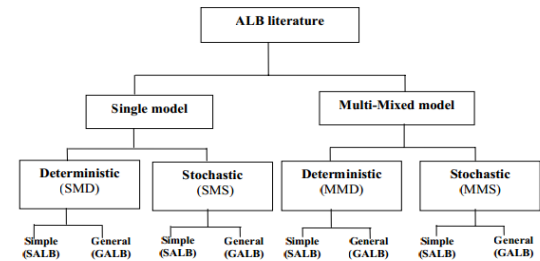 ALB literature
Single model
Multi-Mixed model
Deterministic
(SMD)
Stochastic
(SMS)
Deterministic
(MMD)
Stochastic
(MMS)
Simple
(SALB)
General
(GALB)
Simple
(SALB)
General
(GALB)
Simple
(SALB)
General
(GALB)
Simple
(SALB)
General
(GALB)